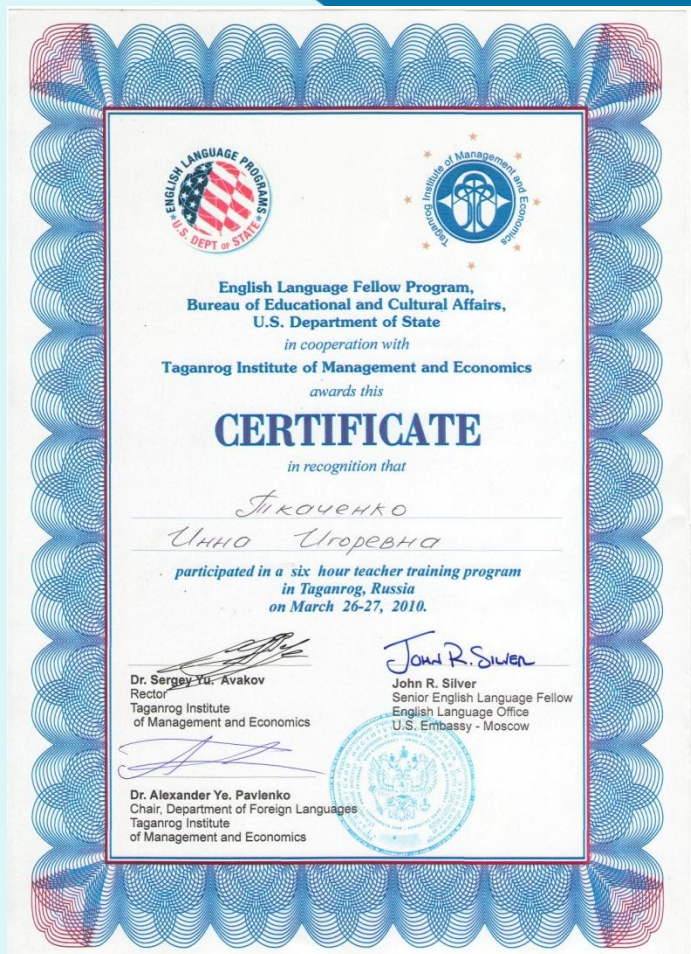 ENGLISH LANGUAGE PROGRAMS
U.S. DEPT OF STATE
Taganrog Institute of Management and Economics
English Language Fellow Program,
Bureau of Educational and Cultural Affairs,
U.S. Department of State
in cooperation with
Taganrog Institute of Management and Economics
awards this
CERTIFICATE
in recognition that
Ткаченко
Инна Игоревна
participated in a six hour teacher training program
in Taganrog, Russia
on March 26-27, 2010.
John R. Silver
Dr. Sergey Yu. Avakov
Rector
Taganrog Institute
of Management and Economics
John R. Silver
Senior English Language Fellow
English Language Office
U.S. Embassy - Moscow
Dr. Alexander Ye. Pavlenko
Chair, Department of Foreign Languages
Taganrog Institute
of Management and Economics